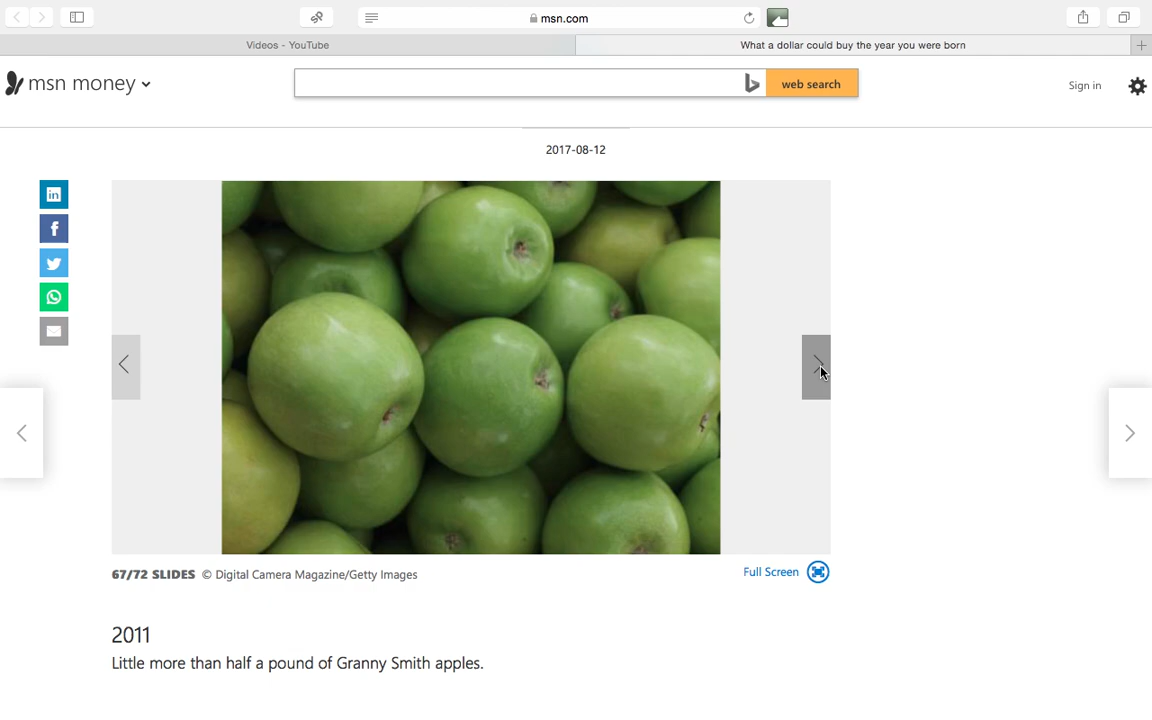 msn.com
Videos - YouTube
What a dollar could buy the year you were born
msn money
web search
Sign in
2017-08-12
in
f
67/72 SLIDES © Digital Camera Magazine/Getty Images
Full Screen
2011
Little more than half a pound of Granny Smith apples.